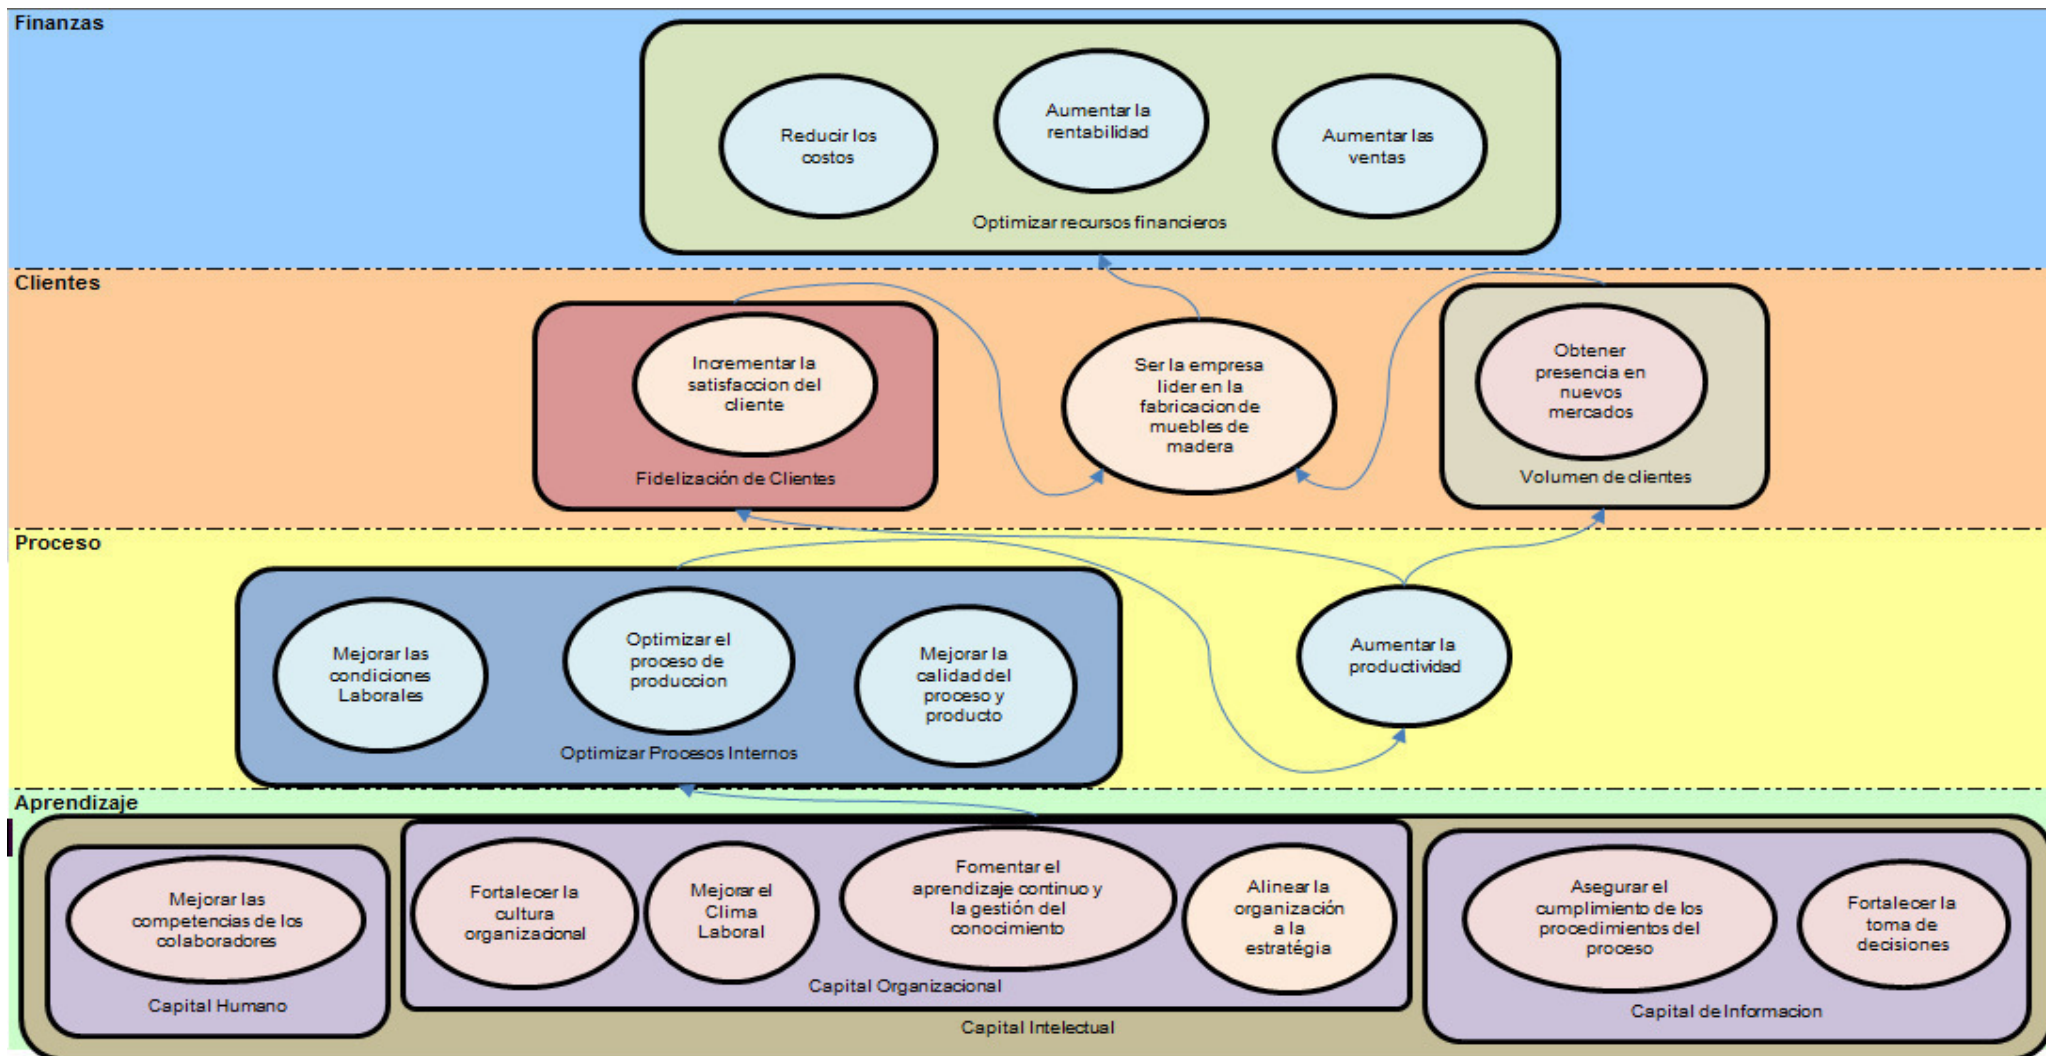 Finanzas
Reducir los
costos
Aumentar la
rentabilidad
Aumentar las
ventas
Optimizar recursos financieros
Clientes
Incrementar la
satisfaccion del
cliente
Fidelización de Clientes
Ser la empresa
lider en la
fabricacion de
muebles de
madera
Obtener
presencia en
nuevos
mercados
Volumen de clientes
Proceso
Mejorar las
condiciones
Laborales
Optimizar el
proceso de
produccion
Mejorar la
calidad del
proceso y
producto
Optimizar Procesos Internos
Aumentar la
productividad
Aprendizaje
Mejorar las
competencias de los
colaboradores
Capital Humano
Fortalecer la
cultura
organizacional
Mejorar el
Clima
Laboral
Fomentar el
aprendizaje continuo y
la gestión del
conocimiento
Alinear la
organización
a la
estratégia
Capital Organizacional
Asegurar el
cumplimiento de los
procedimientos del
proceso
Fortalecer la
toma de
decisiones
Capital de Informacion
Capital Intelectual